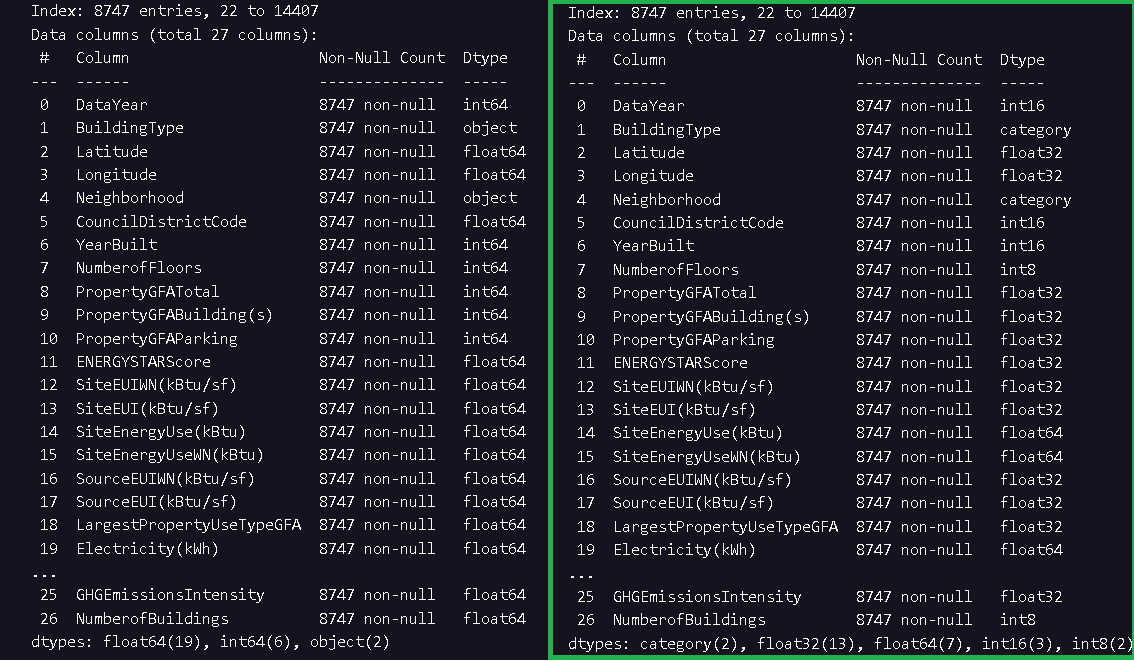 Index: 8747 entries, 22 to 14407
Data columns (total 27 columns):
 #   Column                     Non-Null Count  Dtype
---  ------                     --------------  -----
 0   DataYear                   8747 non-null   int64
 1   BuildingType               8747 non-null   object
 2   Latitude                   8747 non-null   float64
 3   Longitude                  8747 non-null   float64
 4   Neighborhood               8747 non-null   object
 5   CouncilDistrictCode        8747 non-null   float64
 6   YearBuilt                  8747 non-null   int64
 7   NumberofFloors             8747 non-null   int64
 8   PropertyGFATotal           8747 non-null   int64
 9   PropertyGFABuilding(s)     8747 non-null   int64
 10  PropertyGFAParking         8747 non-null   int64
 11  ENERGYSTARScore            8747 non-null   float64
 12  SiteEUIWN(kBtu/sf)         8747 non-null   float64
 13  SiteEUI(kBtu/sf)           8747 non-null   float64
 14  SiteEnergyUse(kBtu)        8747 non-null   float64
 15  SiteEnergyUseWN(kBtu)      8747 non-null   float64
 16  SourceEUIWN(kBtu/sf)       8747 non-null   float64
 17  SourceEUI(kBtu/sf)         8747 non-null   float64
 18  LargestPropertyUseTypeGFA  8747 non-null   float64
 19  Electricity(kWh)           8747 non-null   float64
...
 25  GHGEmissionsIntensity      8747 non-null   float64
 26  NumberofBuildings          8747 non-null   float64
dtypes: float64(19), int64(6), object(2)
Index: 8747 entries, 22 to 14407
Data columns (total 27 columns):
 #   Column                     Non-Null Count  Dtype
---  ------                     --------------  -----
 0   DataYear                   8747 non-null   int16
 1   BuildingType               8747 non-null   category
 2   Latitude                   8747 non-null   float32
 3   Longitude                  8747 non-null   float32
 4   Neighborhood               8747 non-null   category
 5   CouncilDistrictCode        8747 non-null   int16
 6   YearBuilt                  8747 non-null   int16
 7   NumberofFloors             8747 non-null   int8
 8   PropertyGFATotal           8747 non-null   float32
 9   PropertyGFABuilding(s)     8747 non-null   float32
 10  PropertyGFAParking         8747 non-null   float32
 11  ENERGYSTARScore            8747 non-null   float32
 12  SiteEUIWN(kBtu/sf)         8747 non-null   float32
 13  SiteEUI(kBtu/sf)           8747 non-null   float32
 14  SiteEnergyUse(kBtu)        8747 non-null   float64
 15  SiteEnergyUseWN(kBtu)      8747 non-null   float64
 16  SourceEUIWN(kBtu/sf)       8747 non-null   float32
 17  SourceEUI(kBtu/sf)         8747 non-null   float32
 18  LargestPropertyUseTypeGFA  8747 non-null   float32
 19  Electricity(kWh)           8747 non-null   float64
...
 25  GHGEmissionsIntensity      8747 non-null   float32
 26  NumberofBuildings          8747 non-null   int8
dtypes: category(2), float32(13), float64(7), int16(3), int8(2)